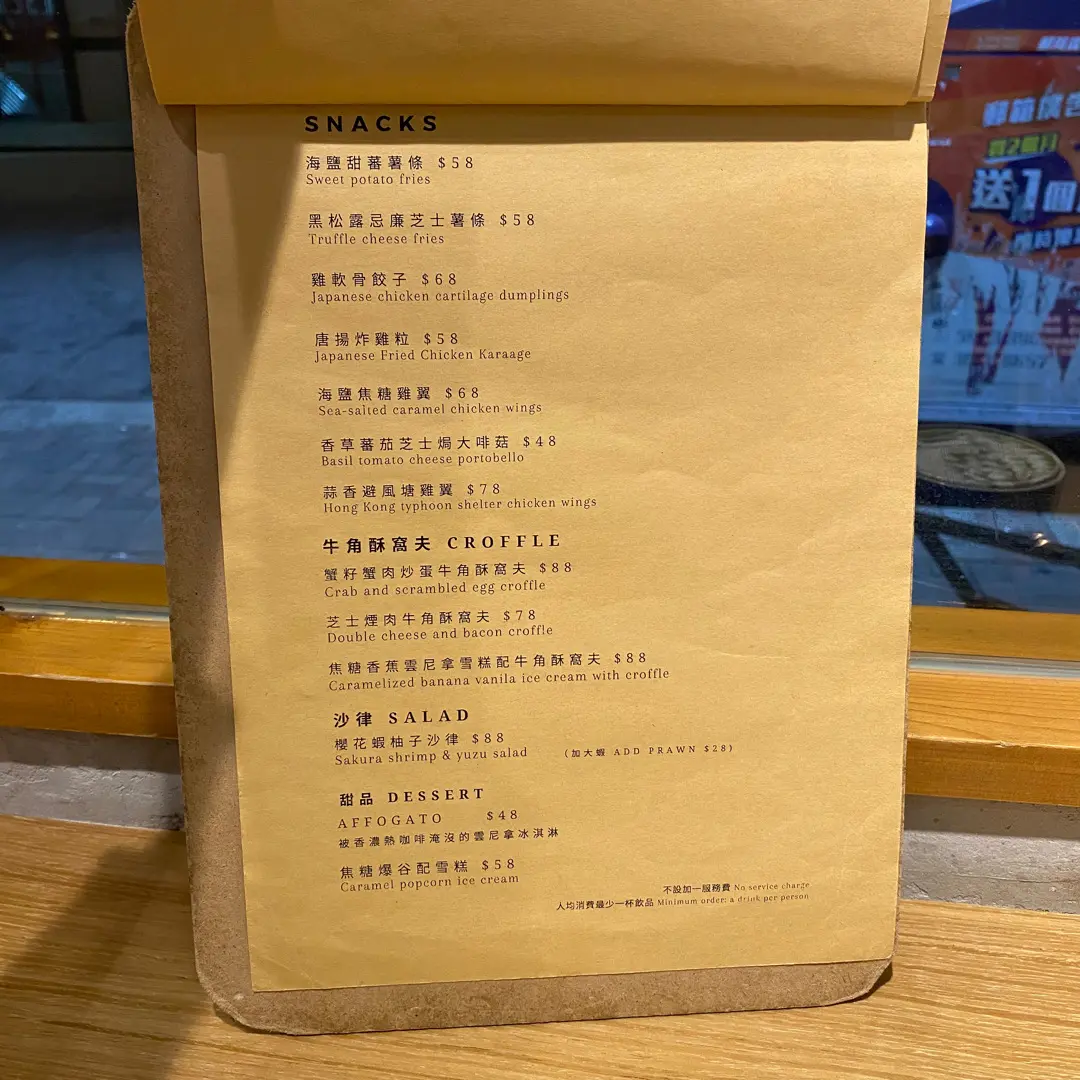 SNACKS
海鹽甜蕃薯條 $58
Sweet potato fries
黑松露忌廉芝士薯條 $58
Truffle cheese fries
雞軟骨餃子 $68
Japanese chicken cartilage dumplings
唐揚炸雞粒 $58
Japanese Fried Chicken Karaage
海鹽焦糖雞翼 $68
Sea-salted caramel chicken wings
香草蕃茄芝士焗大啡菇 $48
Basil tomato cheese portobello
蒜香避風塘雞翼 $78
Hong Kong typhoon shelter chicken wings
牛角酥窩夫 CROFFLE
蟹籽蟹肉炒蛋牛角酥窩夫 $88
Crab and scrambled egg croffle
芝士煙肉牛角酥窩夫 $78
Double cheese and bacon croffle
焦糖香蕉雲尼拿雪糕配牛角酥窩夫 $88
Caramelized banana vanila ice cream with croffle
沙律 SALAD
櫻花蝦柚子沙律 $88
Sakura shrimp & yuzu salad (加大蝦 ADD PRAWN $28)
甜品 DESSERT
AFFOGATO $48
被香濃熱咖啡淹沒的雲尼拿冰淇淋
焦糖爆谷配雪糕 $58
Caramel popcorn ice cream
不設加一服務費 No service charge
人均消費最少一杯飲品 Minimum order: a drink per person
買2個月
送1個